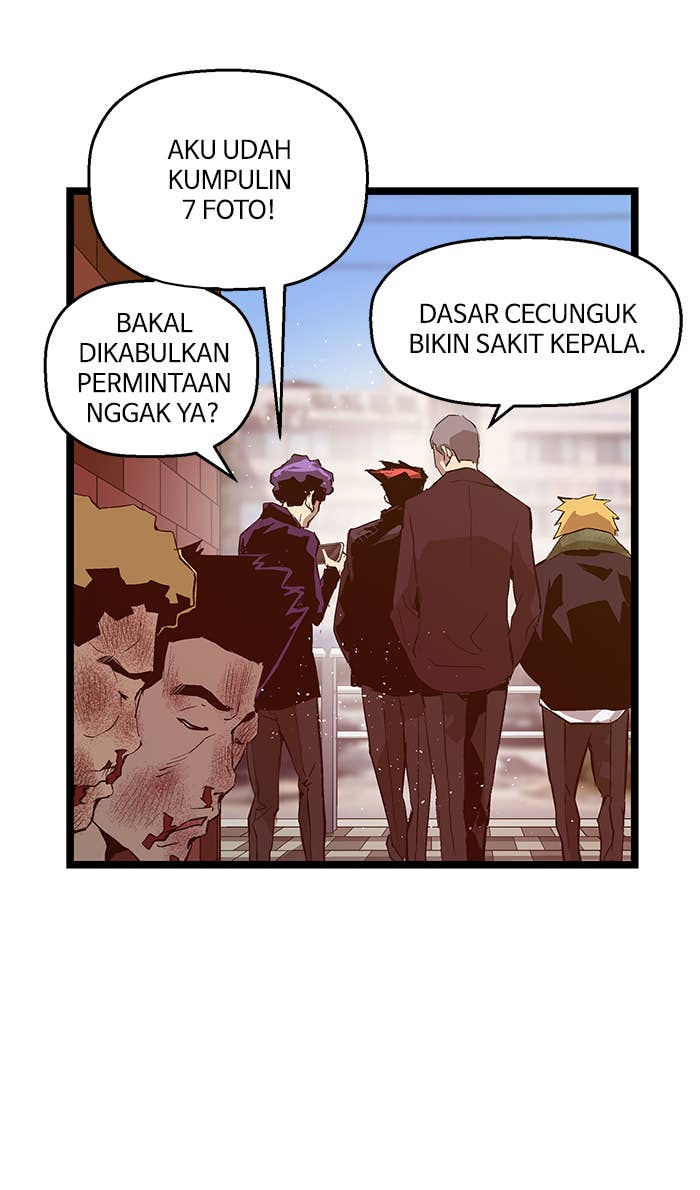 AKU UDAH
KUMPULIN
7 FOTO!
BAKAL
DIKABULKAN
PERMINTAAN
NGGAK YA?
DASAR CECUNGUK
BIKIN SAKIT KEPALA.